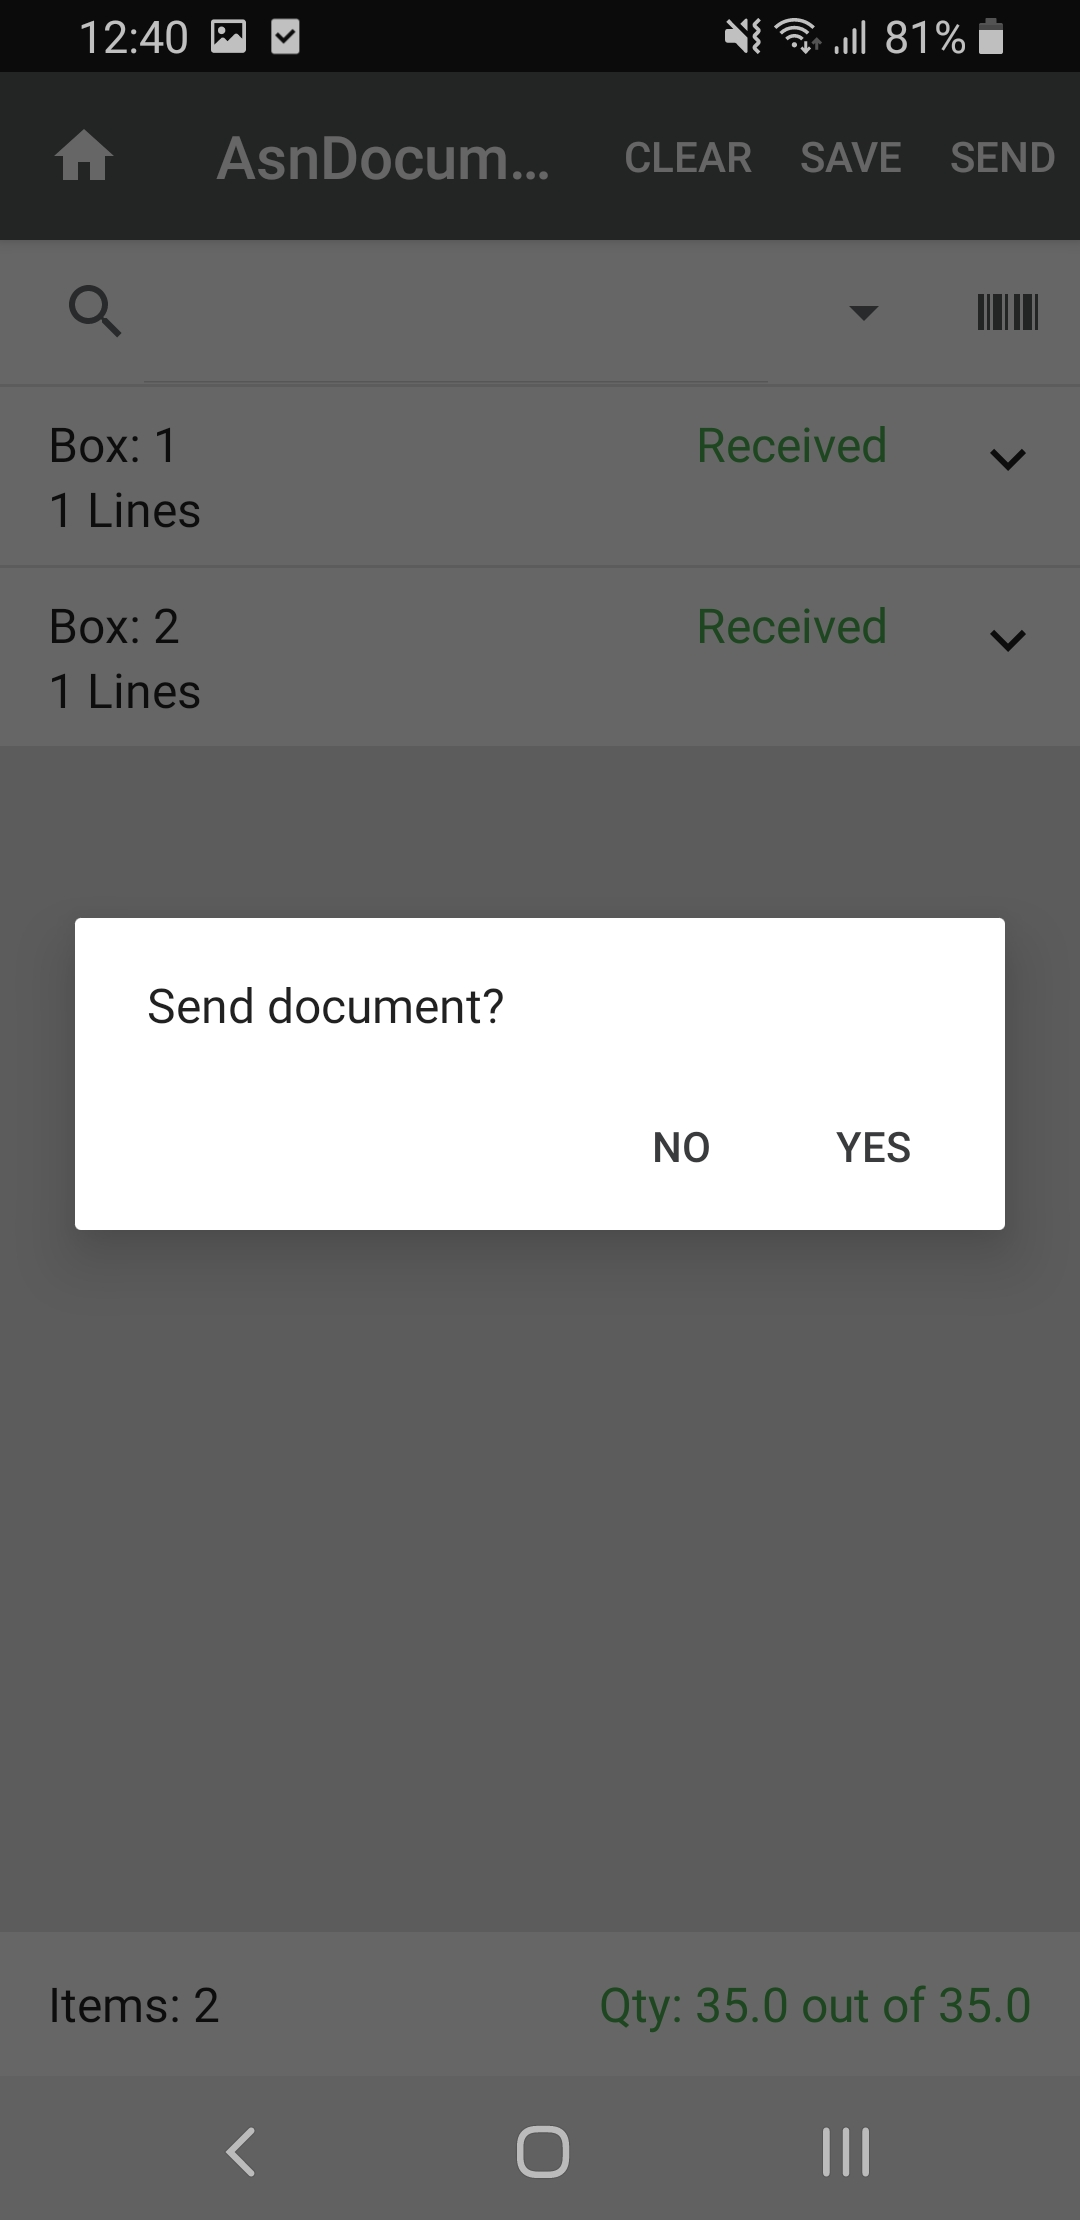 12:40 81%
AsnDocum... CLEAR SAVE SEND
Box: 1 Received
1 Lines
Box: 2 Received
1 Lines
Send document?
NO YES
Items: 2 Qty: 35.0 out of 35.0